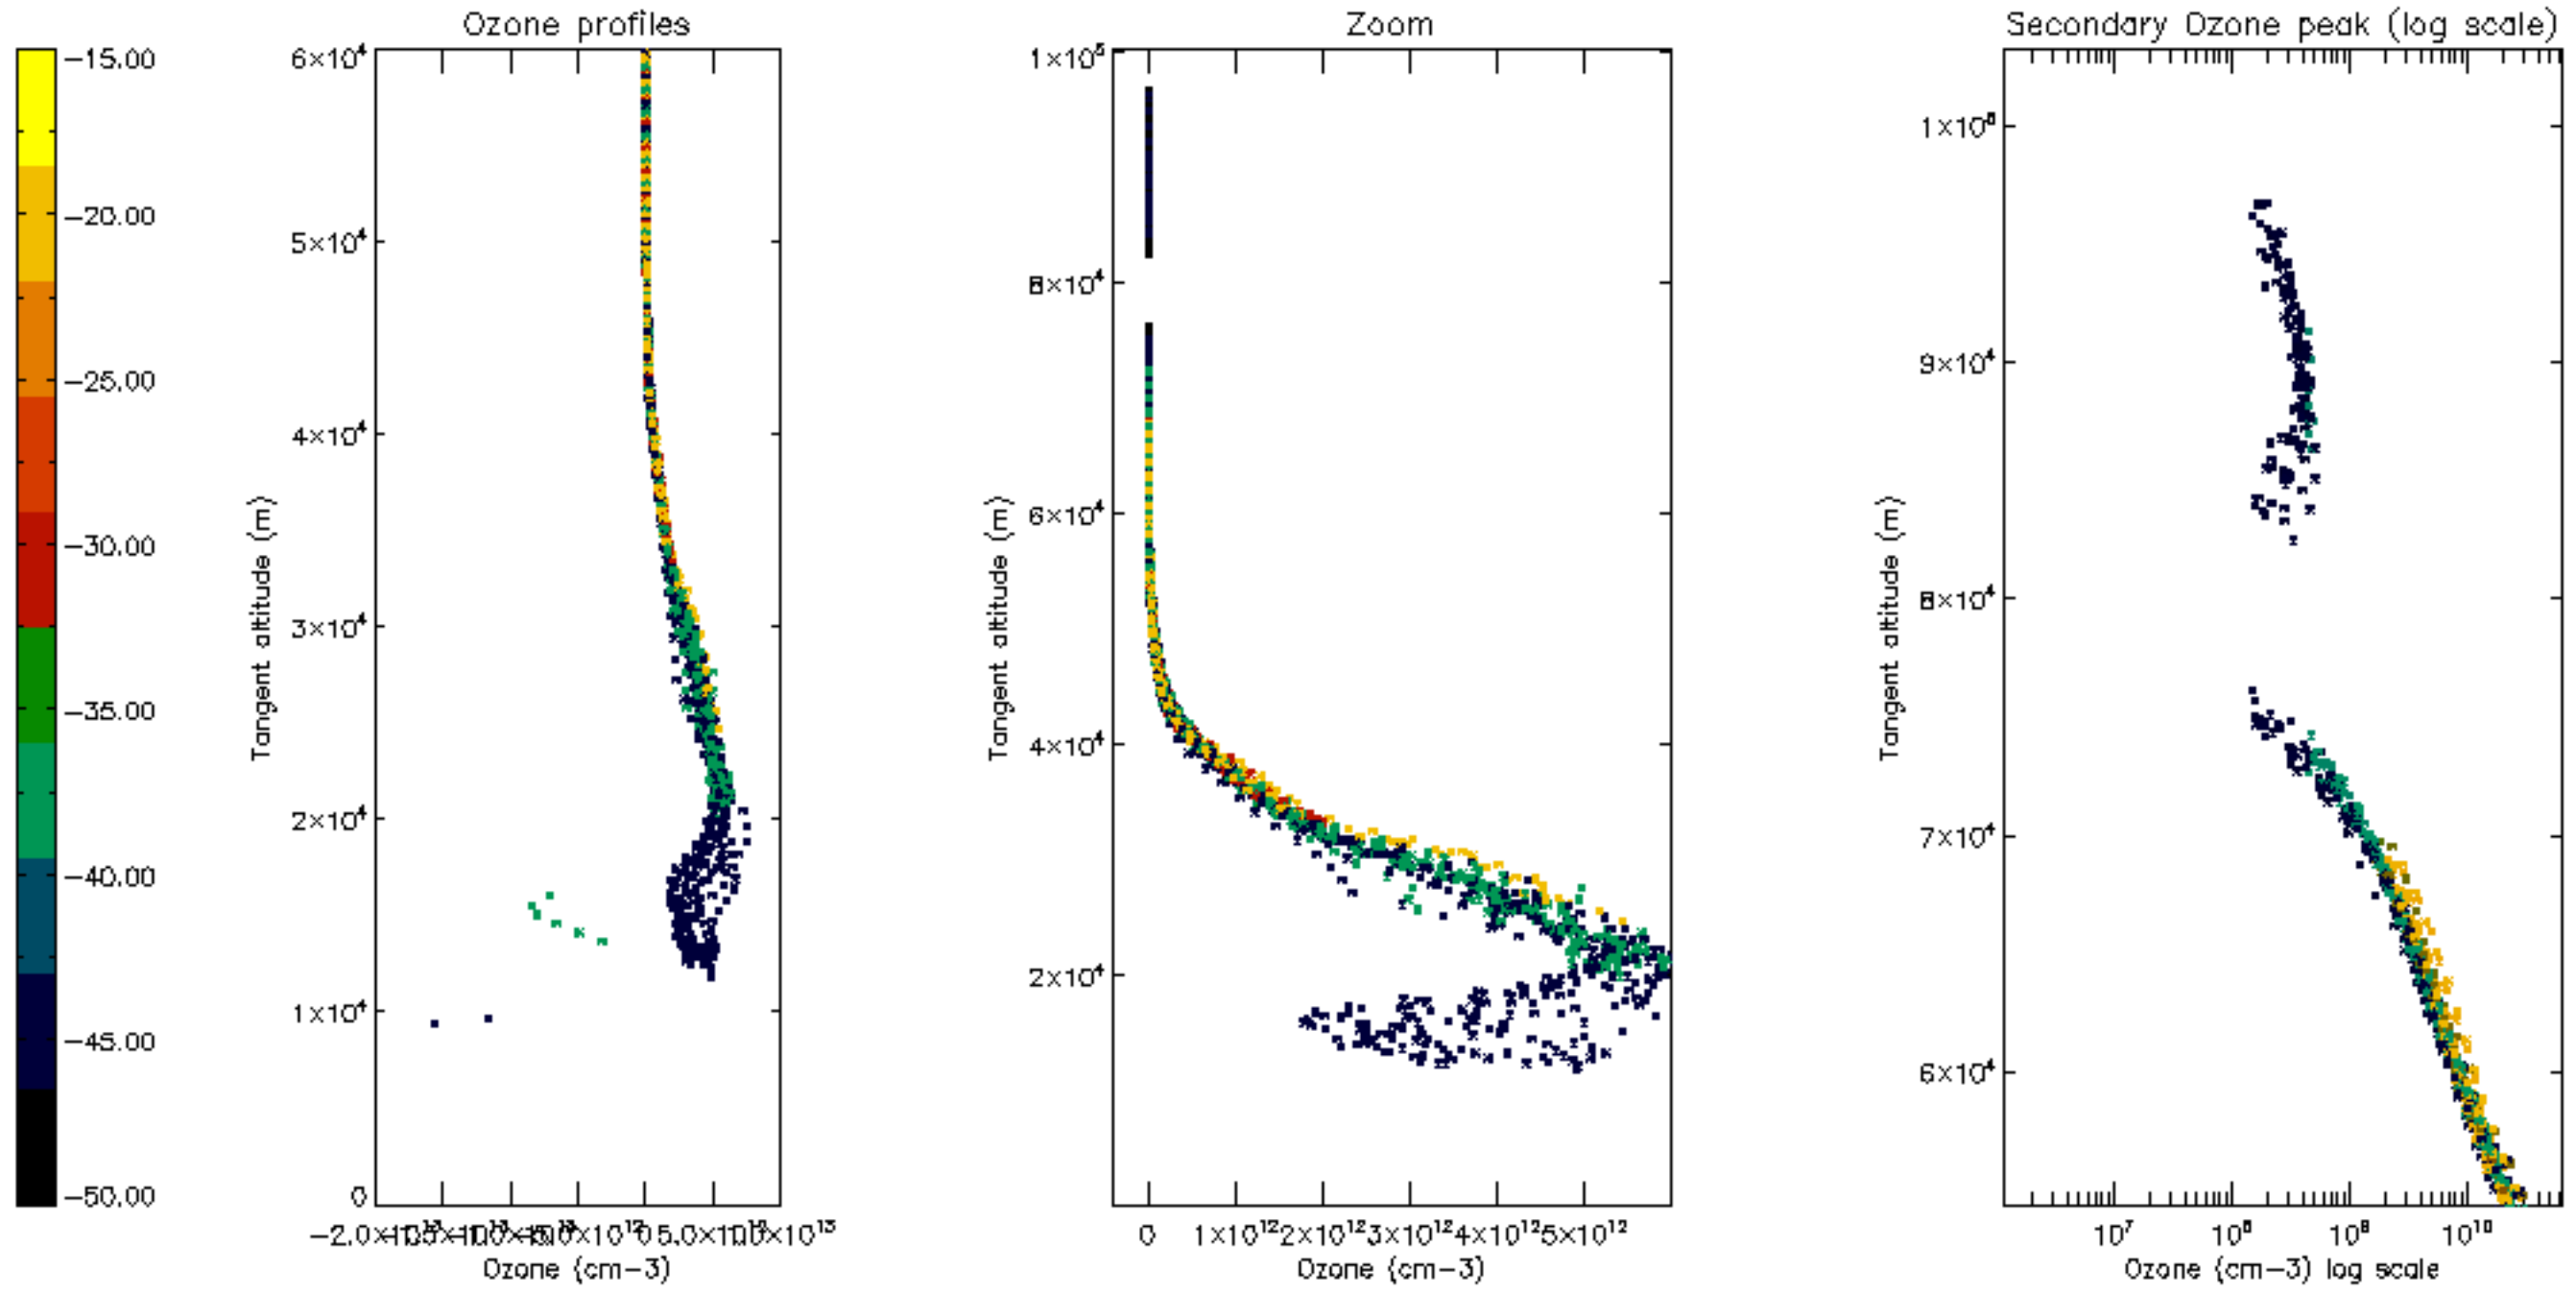 Ozone profiles
Zoom
Secondary Ozone peak (log scale)
-15.00
-20.00
-25.00
-30.00
-35.00
-40.00
-45.00
-50.00
6×10⁴
5×10⁴
4×10⁴
3×10⁴
2×10⁴
1×10⁴
0
Tangent altitude (m)
Ozone (cm-3)
1×10⁵
8×10⁴
6×10⁴
4×10⁴
2×10⁴
Tangent altitude (m)
0 1×10¹² 2×10¹² 3×10¹² 4×10¹² 5×10¹²
Ozone (cm-3)
1×10⁵
9×10⁴
8×10⁴
7×10⁴
6×10⁴
Tangent altitude (m)
10⁷ 10⁸ 10⁹ 10¹⁰
Ozone (cm-3) log scale